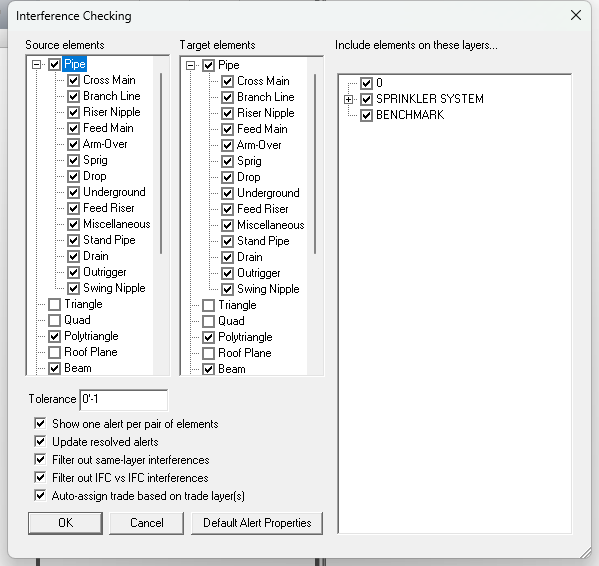 Interference Checking
Source elements
Pipe
Cross Main
Branch Line
Riser Nipple
Feed Main
Arm-Over
Sprig
Drop
Underground
Feed Riser
Miscellaneous
Stand Pipe
Drain
Outrigger
Swing Nipple
Triangle
Quad
Polytriangle
Roof Plane
Beam
Target elements
Pipe
Cross Main
Branch Line
Riser Nipple
Feed Main
Arm-Over
Sprig
Drop
Underground
Feed Riser
Miscellaneous
Stand Pipe
Drain
Outrigger
Swing Nipple
Triangle
Quad
Polytriangle
Roof Plane
Beam
Include elements on these layers...
0
SPRINKLER SYSTEM
BENCHMARK
Tolerance 0'-1
Show one alert per pair of elements
Update resolved alerts
Filter out same-layer interferences
Filter out IFC vs IFC interferences
Auto-assign trade based on trade layer(s)
OK Cancel Default Alert Properties